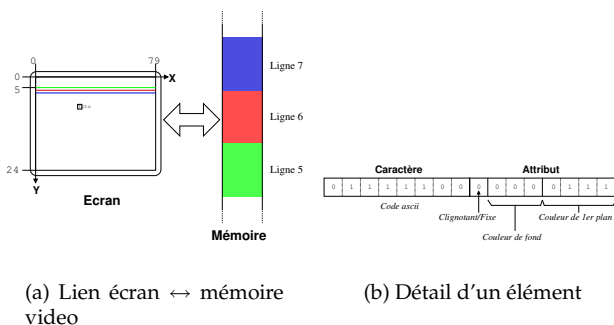 0
79
0
X
5
24
Y
Ecran
Ligne 7
Ligne 6
Ligne 5
Mémoire
Caractère
Attribut
0 1 1 1 1 1 0 0 0 0 0 0 0 1 1 1
Code ascii
Clignotant/Fixe
Couleur de 1er plan
Couleur de fond
(a) Lien écran ↔ mémoire
video
(b) Détail d'un élément